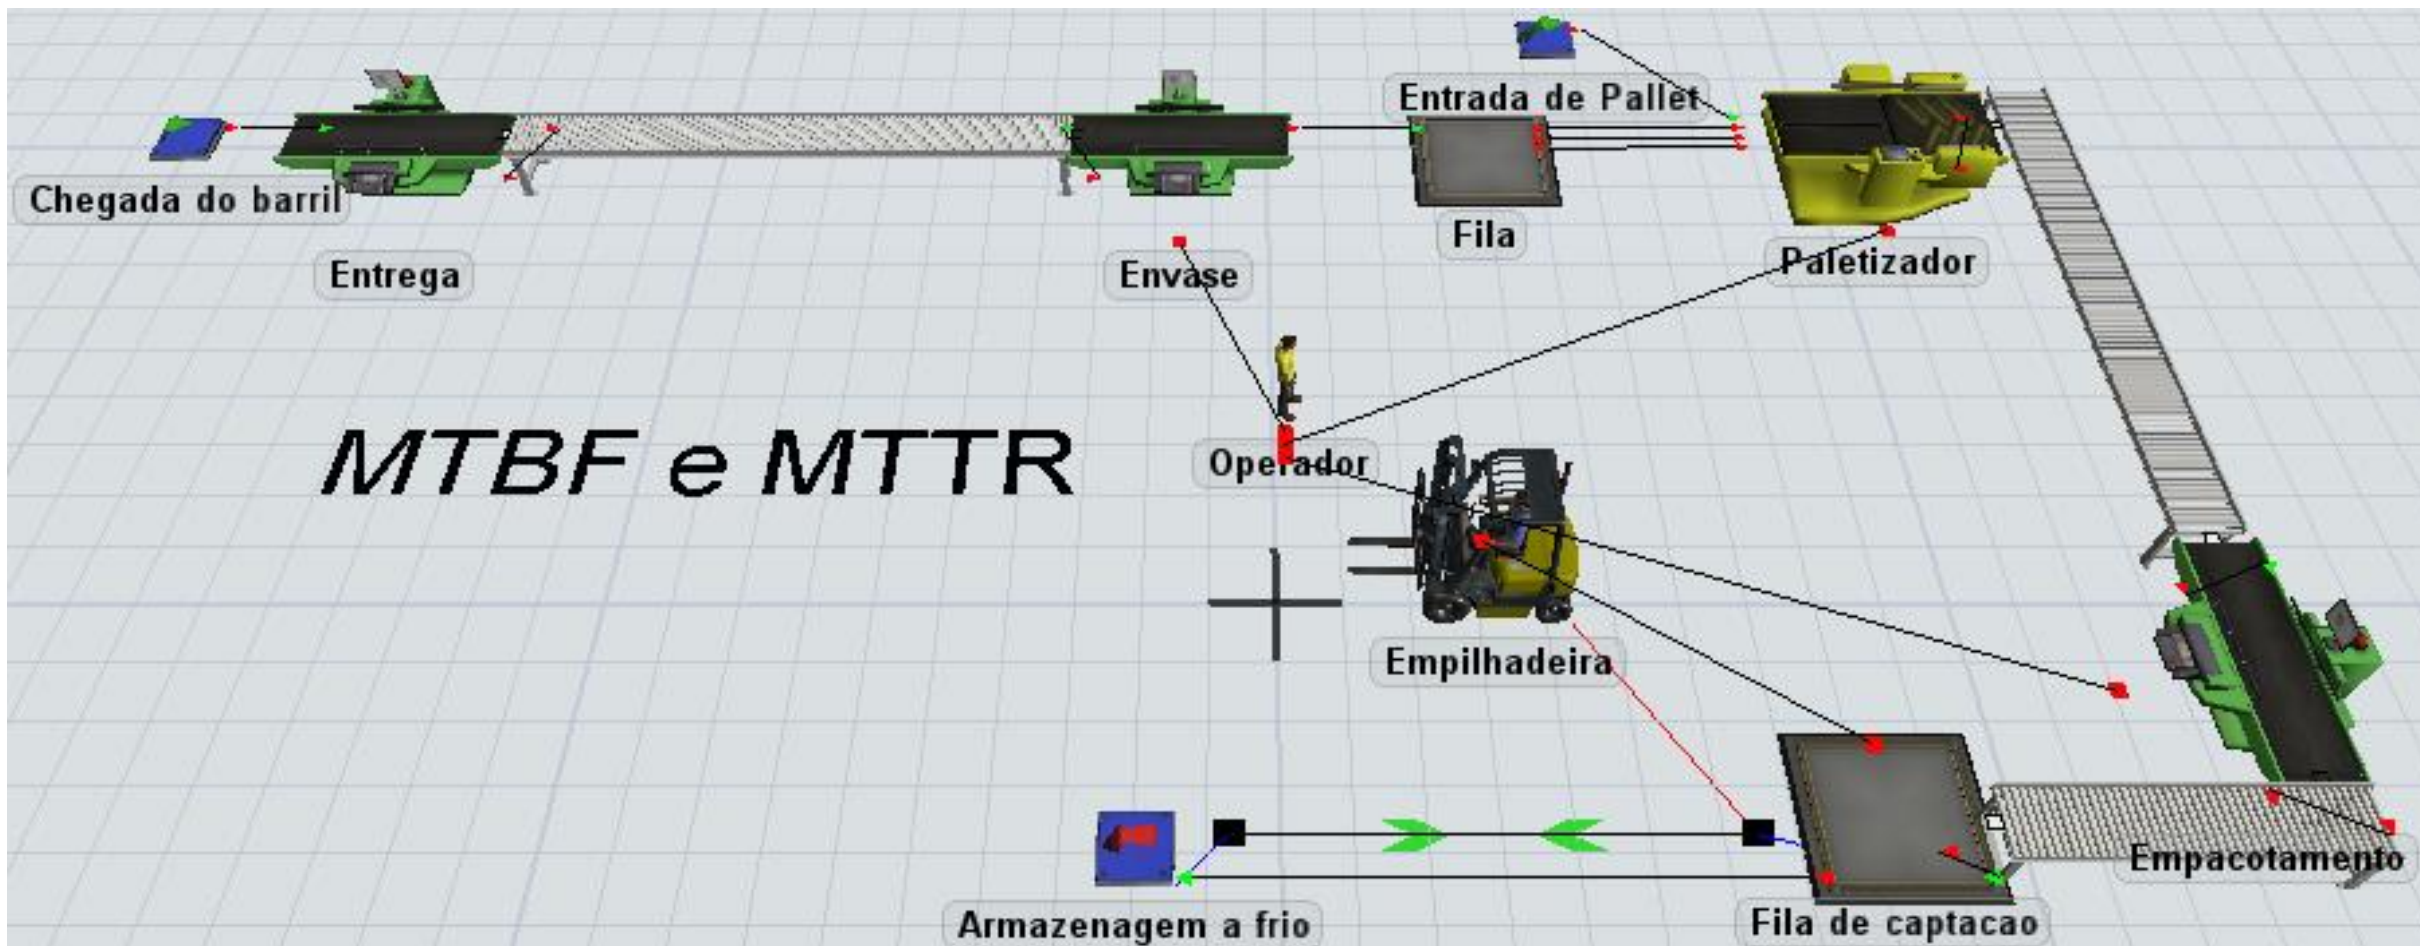 Entrada de Pallet
Chegada do barril
Fila
Entrega
Envase
Paletizador
MTBF e MTTR
Operador
Empilhadeira
Empacotamento
Armazenagem a frio
Fila de captacao